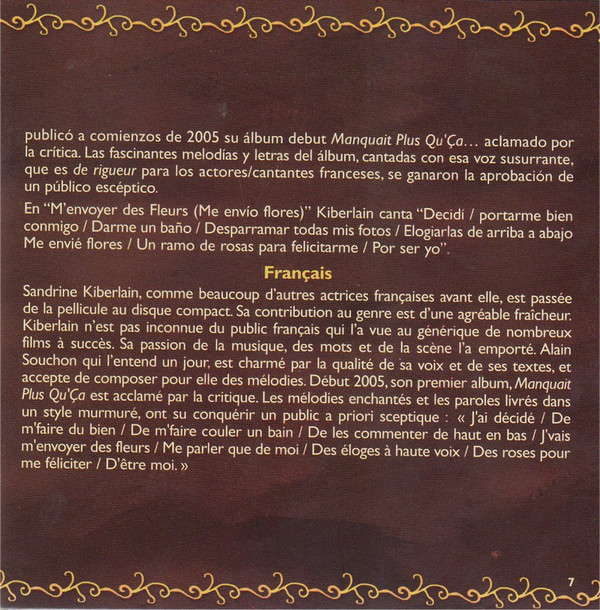 publicó a comienzos de 2005 su álbum debut Manquait Plus Qu'Ça... aclamado por
la crítica. Las fascinantes melodías y letras del álbum, cantadas con esa voz susurrante,
que es de rigueur para los actores/cantantes franceses, se ganaron la aprobación de
un público escéptico.
En "M'envoyer des Fleurs (Me envío flores)" Kiberlain canta "Decidí / portarme bien
conmigo / Darme un baño / Desparramar todas mis fotos / Elogiarlas de arriba a abajo
Me envié flores / Un ramo de rosas para felicitarme / Por ser yo".
Français
Sandrine Kiberlain, comme beaucoup d'autres actrices françaises avant elle, est passée
de la pellicule au disque compact. Sa contribution au genre est d'une agréable fraîcheur.
Kiberlain n'est pas inconnue du public français qui l'a vue au générique de nombreux
films à succès. Sa passion de la musique, des mots et de la scène l'a emporté. Alain
Souchon qui l'entend un jour, est charmé par la qualité de sa voix et de ses textes, et
accepte de composer pour elle des mélodies. Début 2005, son premier album, Manquait
Plus Qu'Ça est acclamé par la critique. Les mélodies enchantés et les paroles livrés dans
un style murmuré, ont su conquérir un public a priori sceptique : « J'ai décidé / De
m'faire du bien / De m'faire couler un bain / De les commenter de haut en bas / J'vais
m'envoyer des fleurs / Me parler que de moi / Des éloges à haute voix / Des roses pour
me féliciter / D'être moi. »
7